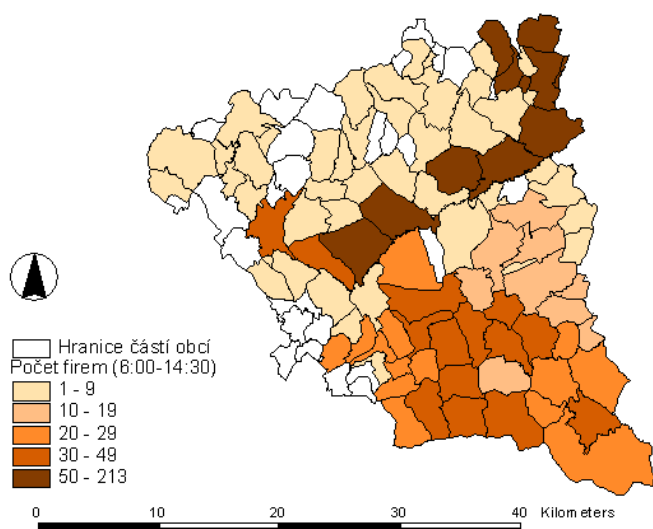 Hranice částí obcí
Počet firem (6:00-14:30)
1 - 9
10 - 19
20 - 29
30 - 49
50 - 213
0 10 20 30 40 Kilometers